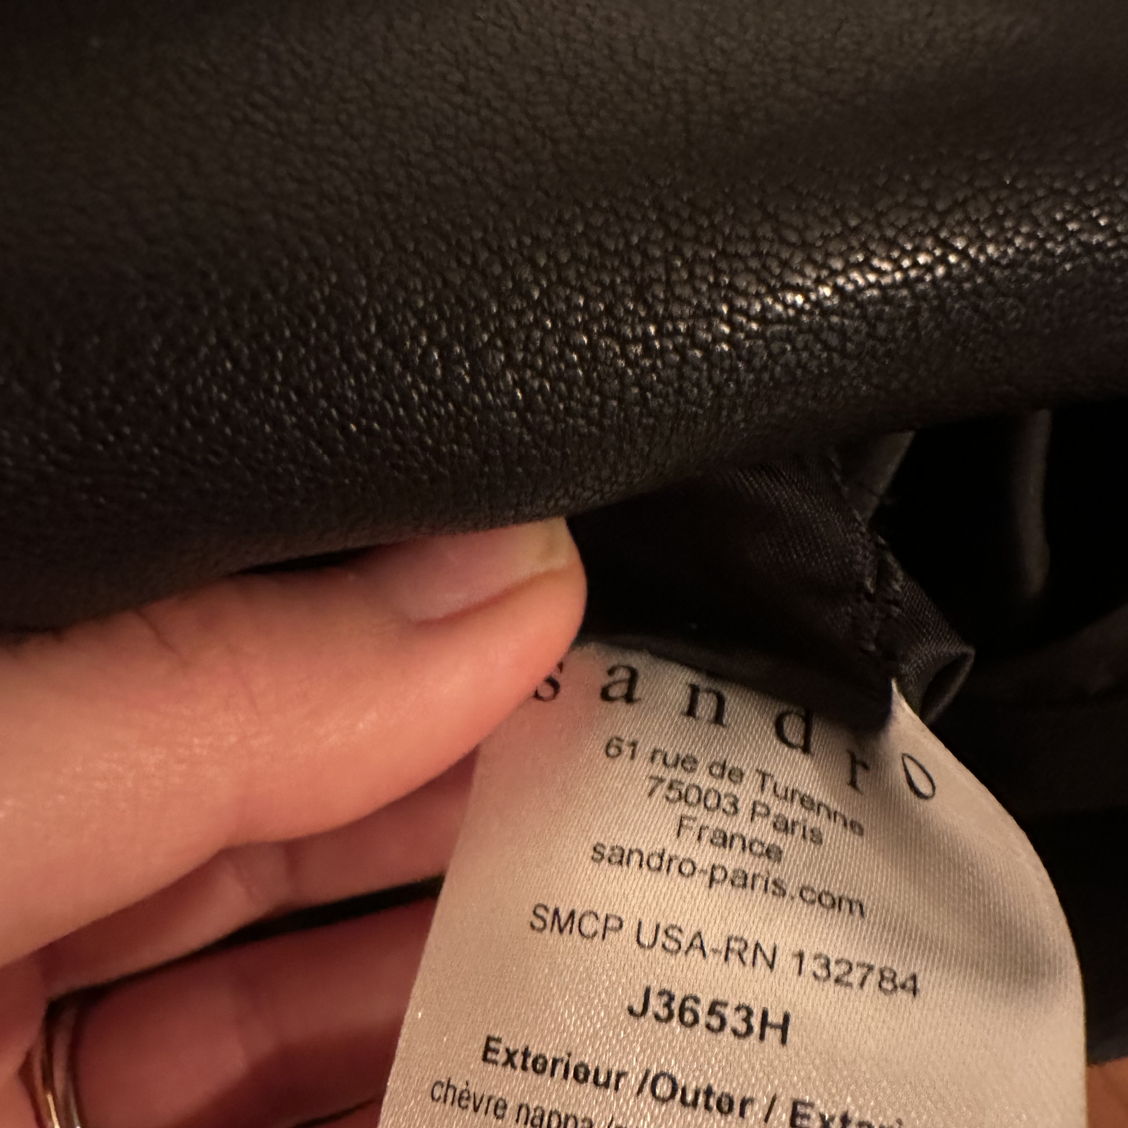 sandro
61 rue de Turenne
75003 Paris
France
sandro-paris.com
SMCP USA-RN 132784
J3653H
Exterieur /Outer /
chèvre nappa